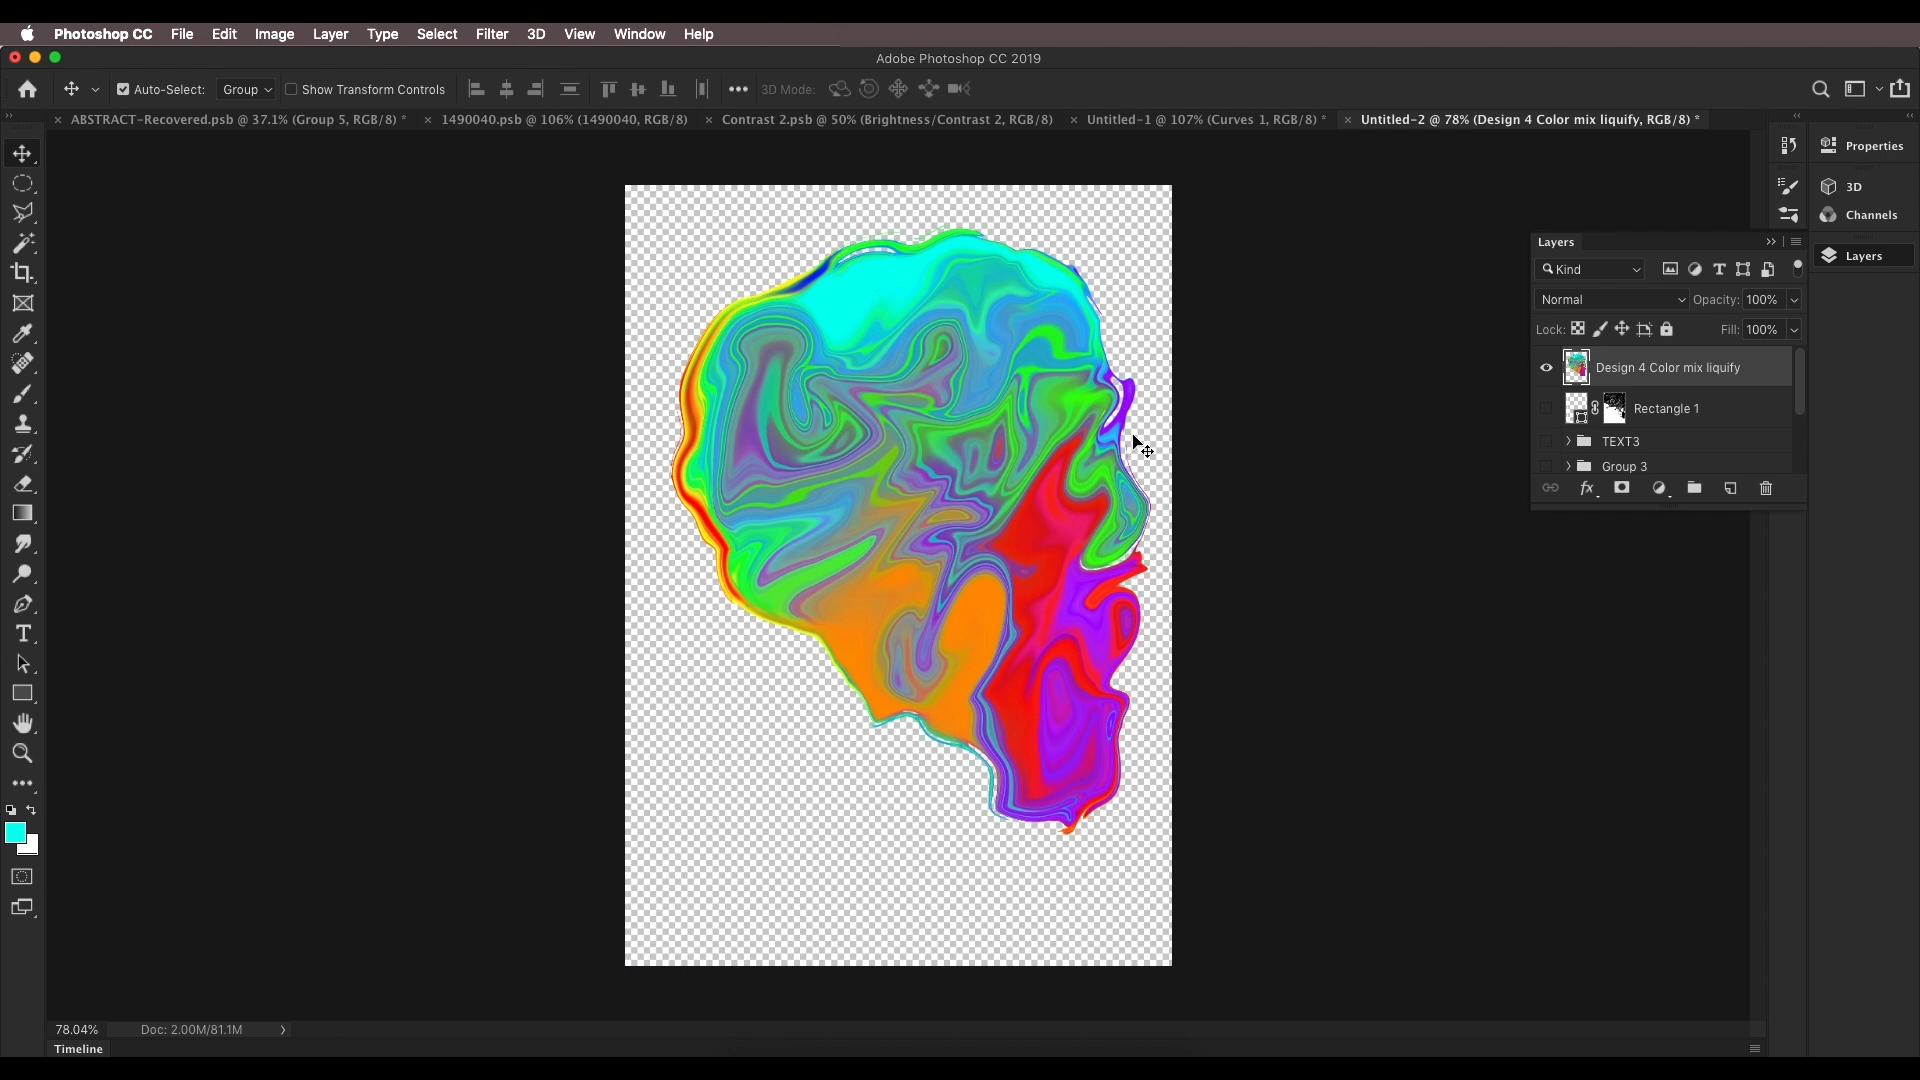 Photoshop CC File Edit Image Layer Type Select Filter 3D View Window Help
Adobe Photoshop CC 2019
Auto-Select: Group Show Transform Controls 3D Mode:
ABSTRACT-Recovered.psb @ 37.1% (Group 5, RGB/8) * 1490040.psb @ 106% (1490040, RGB/8) Contrast 2.psb @ 50% (Brightness/Contrast 2, RGB/8) Untitled-1 @ 107% (Curves 1, RGB/8) * Untitled-2 @ 78% (Design 4 Color mix liquify, RGB/8) *
Properties
3D
Channels
Layers
Layers
Kind
Normal Opacity: 100%
Lock: Fill: 100%
Design 4 Color mix liquify
Rectangle 1
TEXT3
Group 3
fx
78.04% Doc: 2.00M/81.1M
Timeline